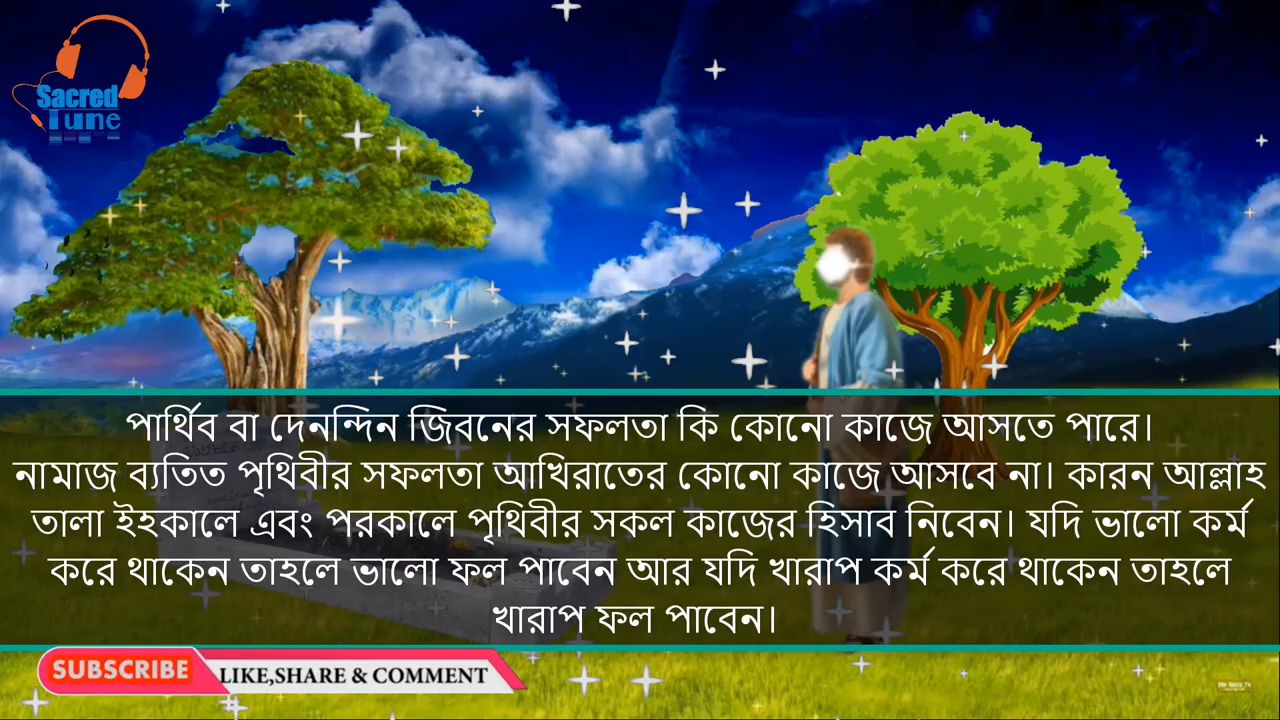 Sacred
Tune
পার্থিব বা দেনন্দিন জিবনের সফলতা কি কোনো কাজে আসতে পারে।
নামাজ ব্যতিত পৃথিবীর সফলতা আখিরাতের কোনো কাজে আসবে না। কারন আল্লাহ
তালা ইহকালে এবং পরকালে পৃথিবীর সকল কাজের হিসাব নিবেন। যদি ভালো কর্ম
করে থাকেন তাহলে ভালো ফল পাবেন আর যদি খারাপ কর্ম করে থাকেন তাহলে
খারাপ ফল পাবেন।
SUBSCRIBE LIKE,SHARE & COMMENT